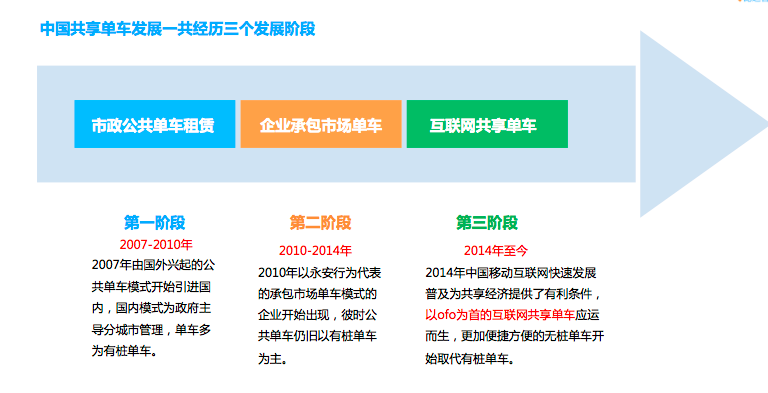 中国共享单车发展一共经历三个发展阶段
市政公共单车租赁
企业承包市场单车
互联网共享单车
第一阶段
2007-2010年
2007年由国外兴起的公
共单车模式开始引进国
内，国内模式为政府主
导分城市管理，单车多
为有桩单车。
第二阶段
2010-2014年
2010年以永安行为代表
的承包市场单车模式的
企业开始出现，彼时公
共单车仍旧以有桩单车
为主。
第三阶段
2014年至今
2014年中国移动互联网快速发展
普及为共享经济提供了有利条件，
以ofo为首的互联网共享单车应运
而生，更加便捷方便的无桩单车开
始取代有桩单车。